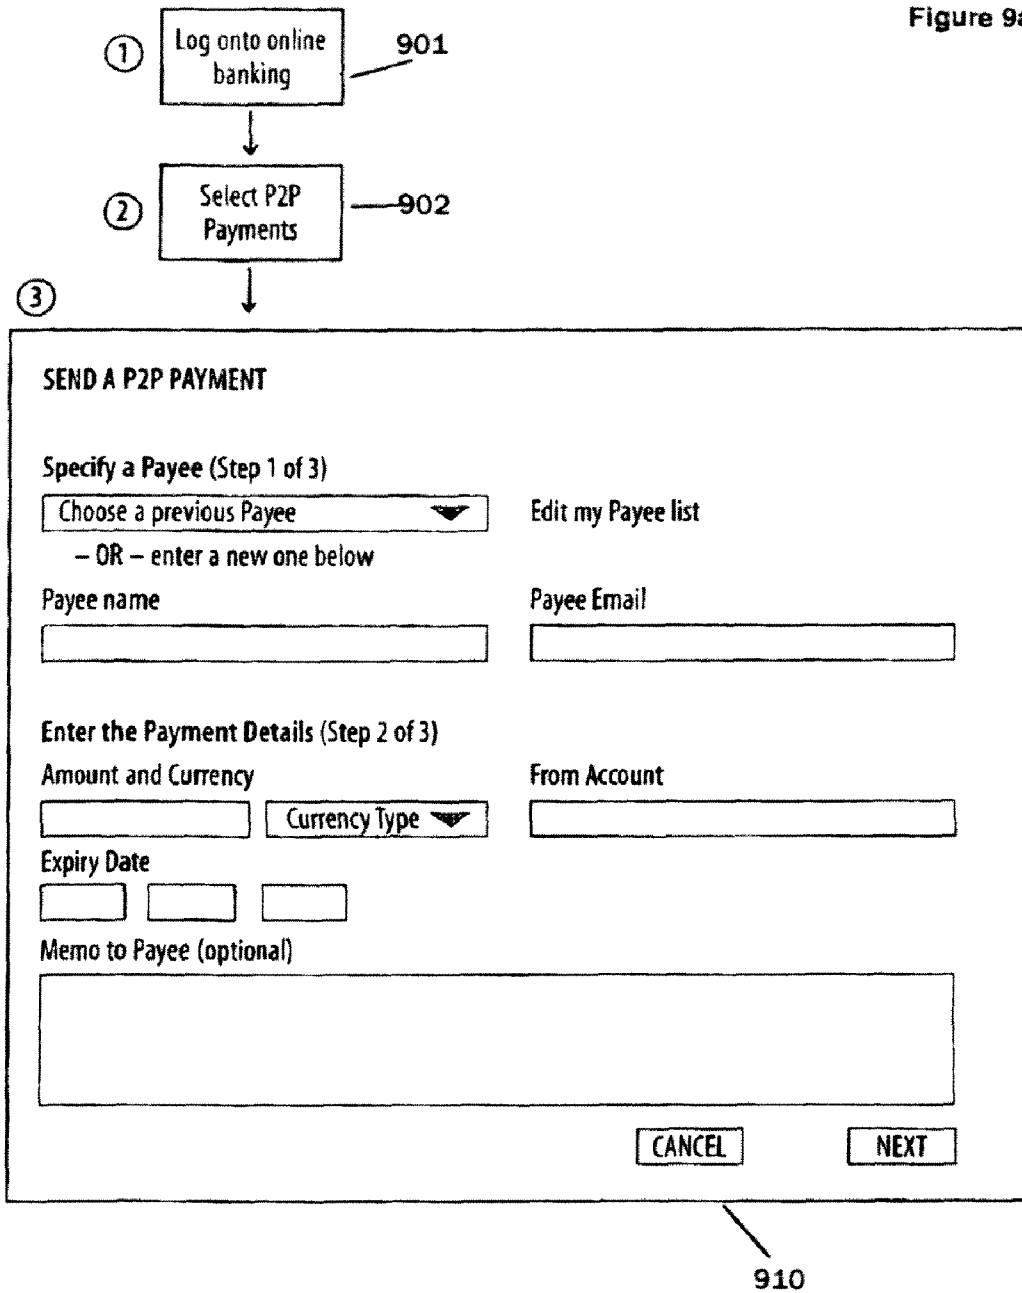 Figure 9a
① Log onto online
banking
901
② Select P2P
Payments
902
③
SEND A P2P PAYMENT
Specify a Payee (Step 1 of 3)
Choose a previous Payee
Edit my Payee list
– OR – enter a new one below
Payee name
Payee Email
Enter the Payment Details (Step 2 of 3)
Amount and Currency
From Account
Currency Type
Expiry Date
Memo to Payee (optional)
CANCEL
NEXT
910